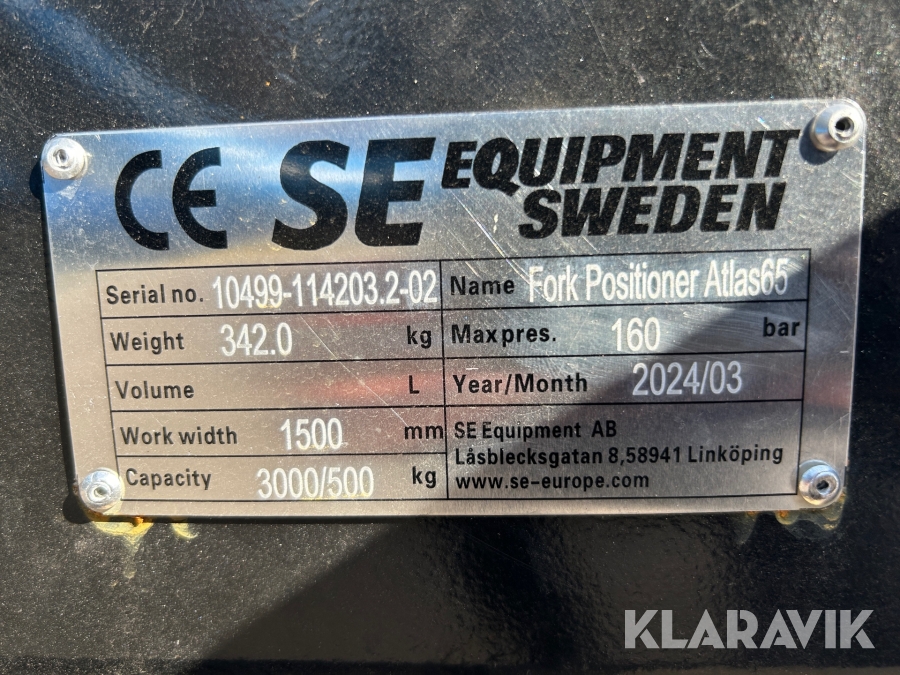 CE SE EQUIPMENT SWEDEN
Serial no. 10499-114203.2-02 Name Fork Positioner Atlas65
Weight 342.0 kg Max pres. 160 bar
Volume L Year/Month 2024/03
Work width 1500 mm SE Equipment AB
Låsblecksgatan 8,58941 Linköping
Capacity 3000/500 kg www.se-europe.com
KLARAVIK